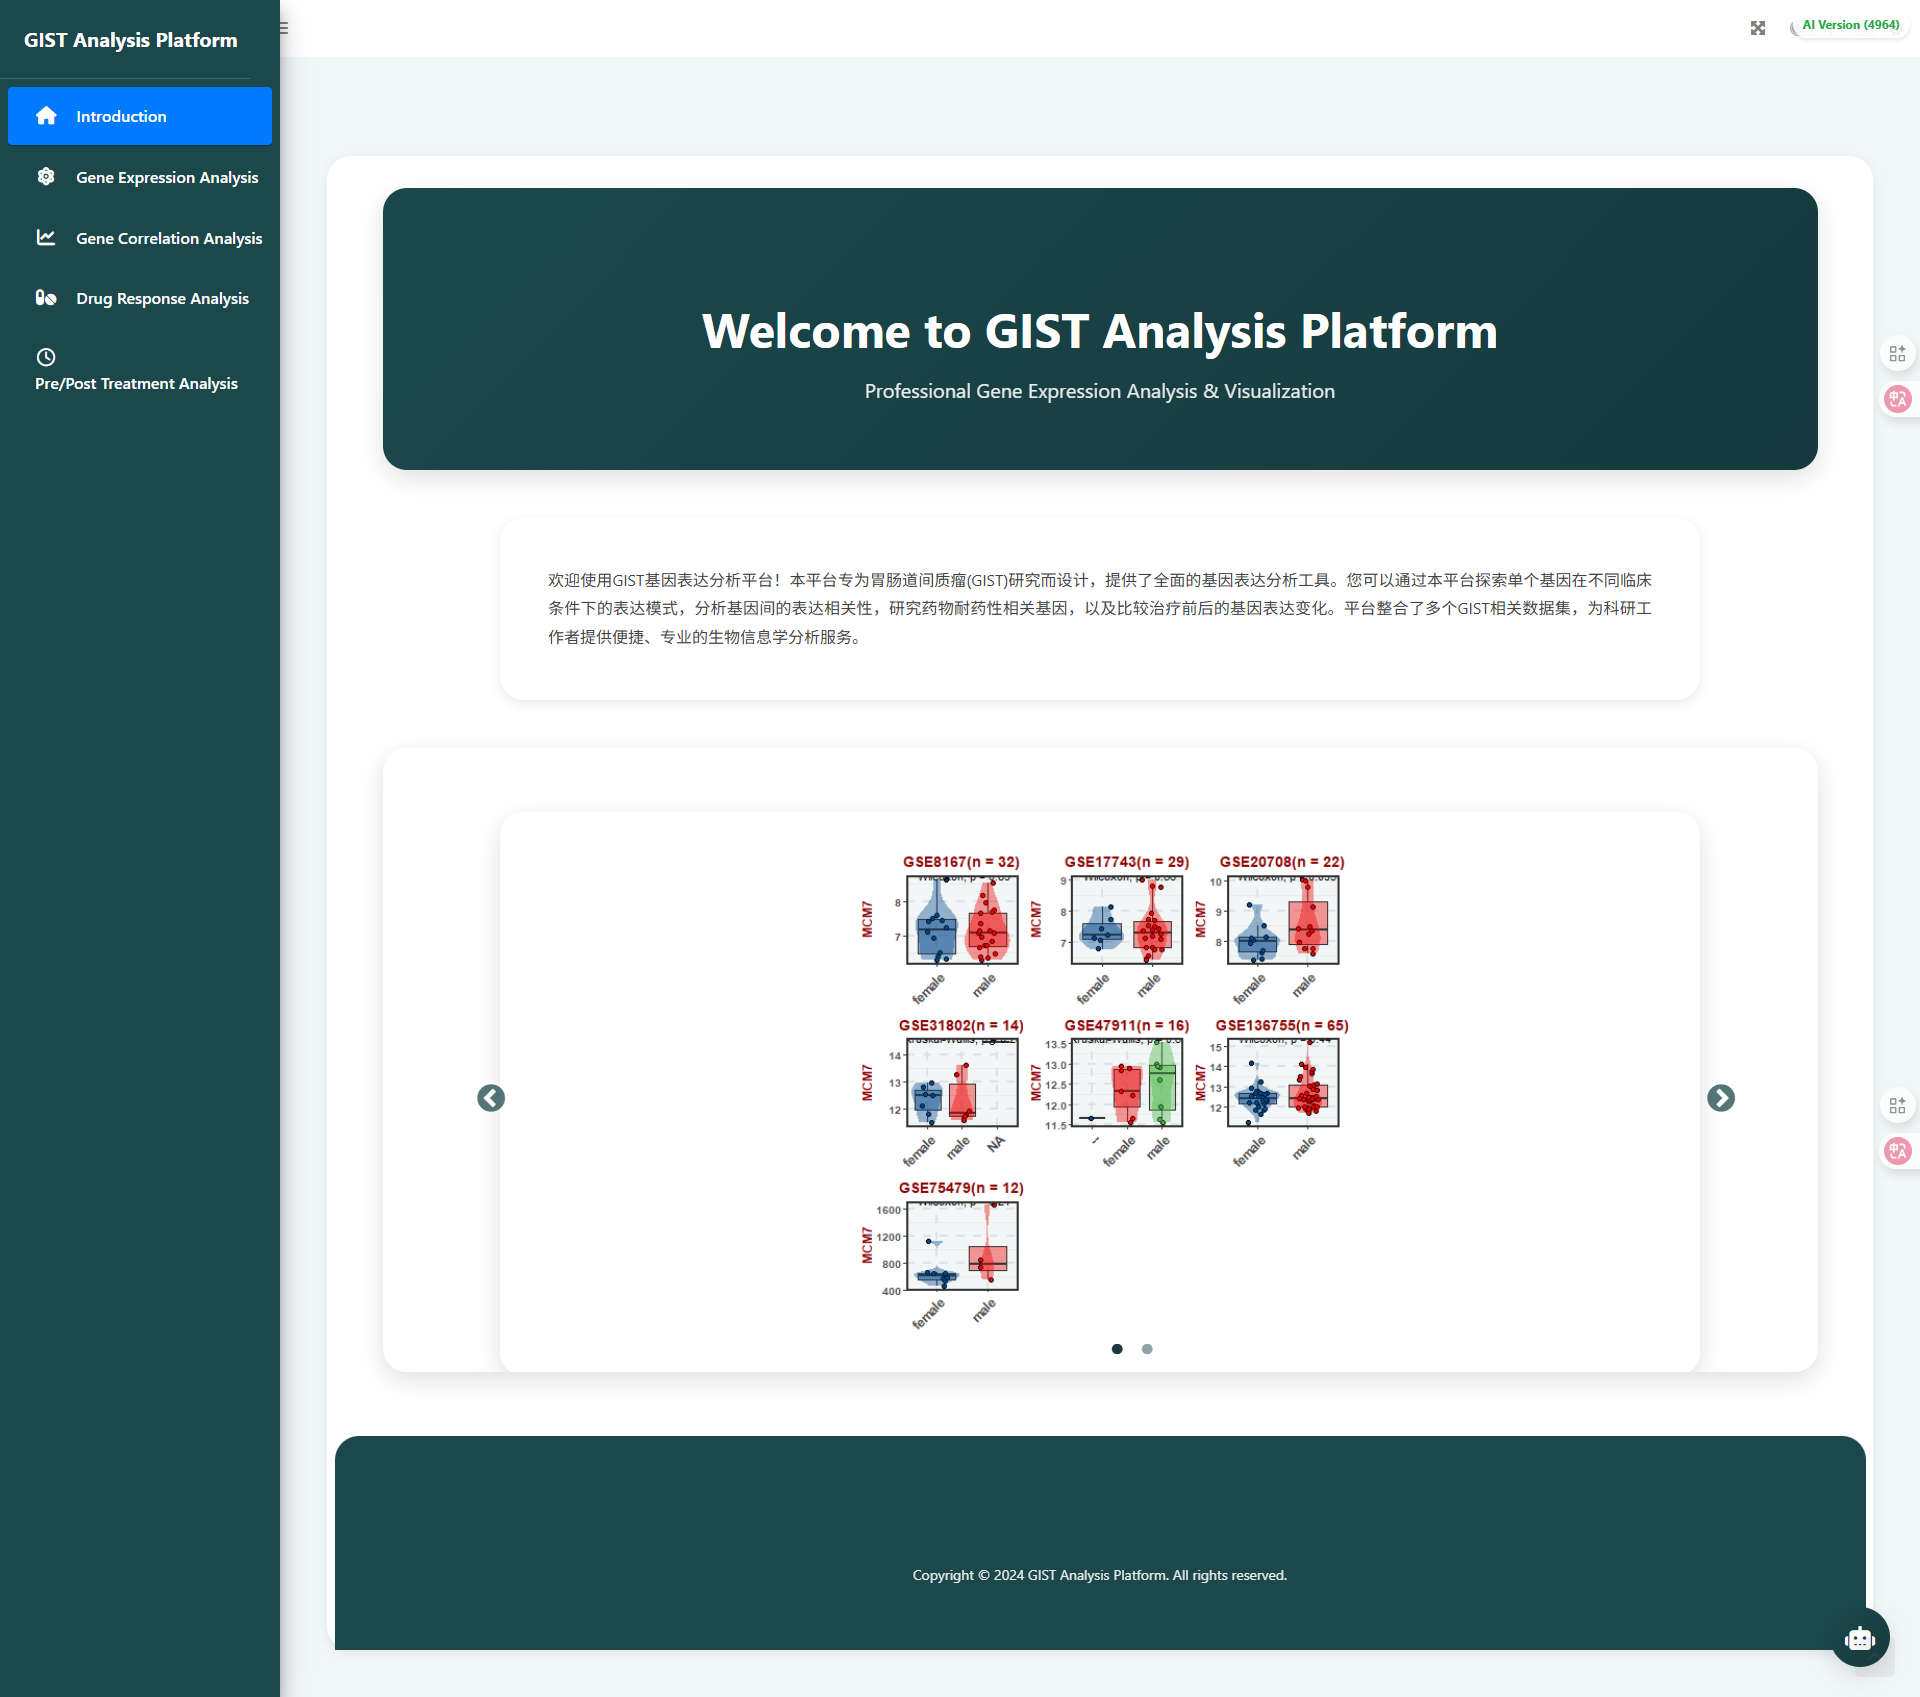 GIST Analysis Platform
AI Version (4964)
Introduction
Gene Expression Analysis
Gene Correlation Analysis
Drug Response Analysis
Pre/Post Treatment Analysis
Welcome to GIST Analysis Platform
Professional Gene Expression Analysis & Visualization
欢迎使用GIST基因表达分析平台！本平台专为胃肠道间质瘤(GIST)研究而设计，提供了全面的基因表达分析工具。您可以通过本平台探索单个基因在不同临床
条件下的表达模式，分析基因间的表达相关性，研究药物耐药性相关基因，以及比较治疗前后的基因表达变化。平台整合了多个GIST相关数据集，为科研工
作者提供便捷、专业的生物信息学分析服务。
GSE8167(n = 32)
MCM7
8
7
female
male
GSE17743(n = 29)
MCM7
9
8
7
female
male
GSE20708(n = 22)
MCM7
10
9
8
female
male
GSE31802(n = 14)
MCM7
14
13
12
female
male
NA
GSE47911(n = 16)
MCM7
13.5
13.0
12.5
12.0
11.5
--
female
male
GSE136755(n = 65)
MCM7
15
14
13
12
female
male
GSE75479(n = 12)
MCM7
1600
1200
800
400
female
male
Copyright © 2024 GIST Analysis Platform. All rights reserved.